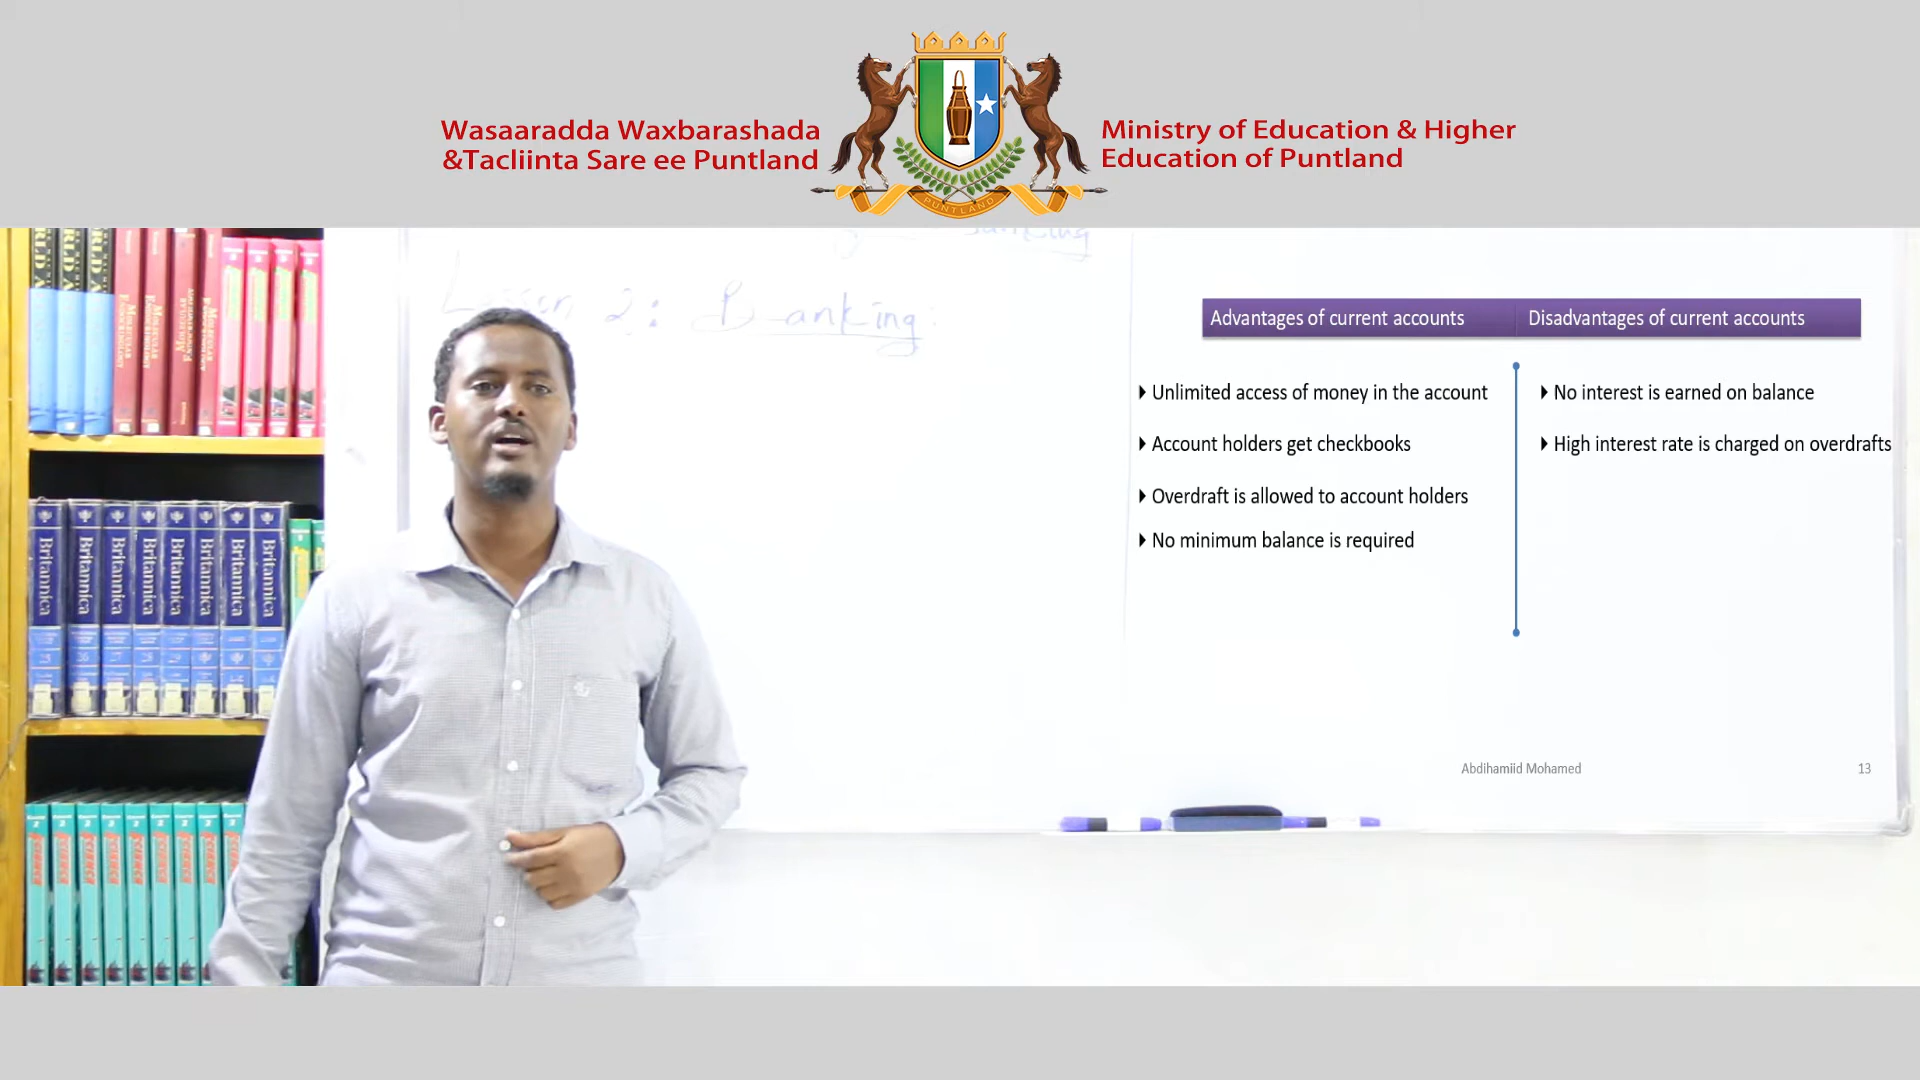 Wasaaradda Waxbarashada
&Tacliinta Sare ee Puntland
PUNTLAND
Ministry of Education & Higher
Education of Puntland
Lesson 2: Banking:
Advantages of current accounts
Unlimited access of money in the account
Account holders get checkbooks
Overdraft is allowed to account holders
No minimum balance is required
Disadvantages of current accounts
No interest is earned on balance
High interest rate is charged on overdrafts
Abdihamiid Mohamed
13
Britannica
Britannica
Britannica
Britannica
Britannica
Britannica
Britannica
Britannica